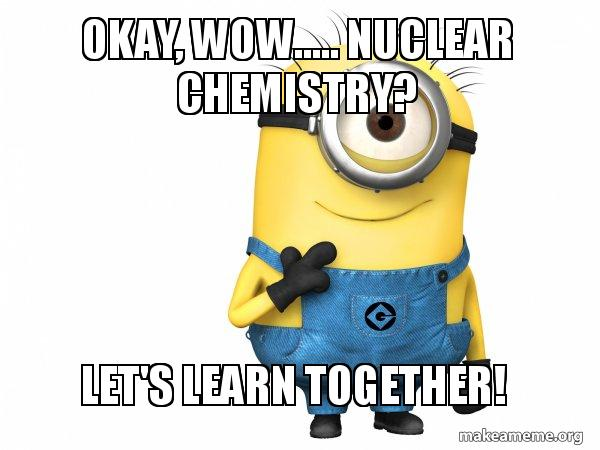 OKAY, WOW..... NUCLEAR
CHEMISTRY?
LET'S LEARN TOGETHER!
makeameme.org